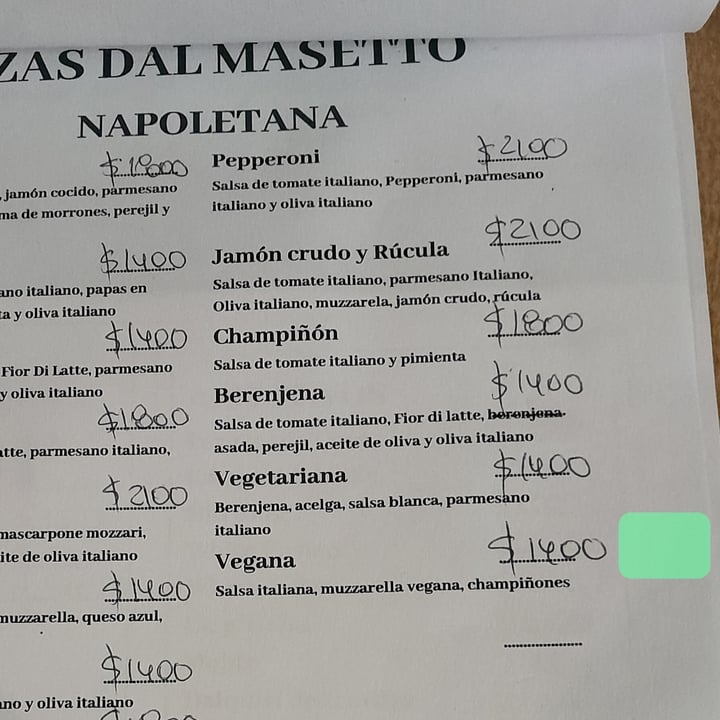 ZAS DAL MASETTO
NAPOLETANA
$1800
, jamón cocido, parmesano
ma de morrones, perejil y
$1400
ano italiano, papas en
ta y oliva italiano
$1400
Fior Di Latte, parmesano
y oliva italiano
$1800
atte, parmesano italiano,
$2100
mascarpone mozzari,
ite de oliva italiano
$1400
muzzarella, queso azul,
$1400
ano y oliva italiano
Pepperoni $2100
Salsa de tomate italiano, Pepperoni, parmesano
italiano y oliva italiano
Jamón crudo y Rúcula $2100
Salsa de tomate italiano, parmesano Italiano,
Oliva italiano, muzzarela, jamón crudo, rúcula
Champiñón $1800
Salsa de tomate italiano y pimienta
Berenjena $1400
Salsa de tomate italiano, Fior di latte, berenjena
asada, perejil, aceite de oliva y oliva italiano
Vegetariana $1400
Berenjena, acelga, salsa blanca, parmesano
italiano
Vegana $1400
Salsa italiana, muzzarella vegana, champiñones